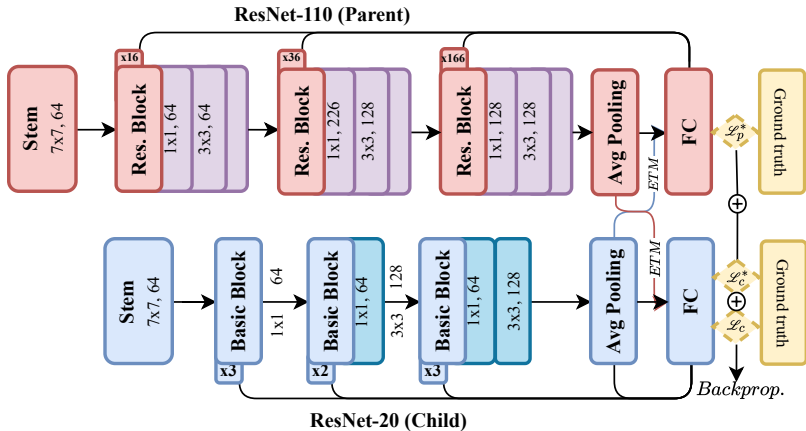 ResNet-110 (Parent)
x16
x36
x166
Stem
7x7, 64
Res. Block
1x1, 64
3x3, 64
Res. Block
1x1, 226
3x3, 128
Res. Block
1x1, 128
3x3, 128
Avg Pooling
ETM
FC
ℒp*
Ground truth
+
Stem
7x7, 64
Basic Block
x3
64
1x1
Basic Block
x2
1x1, 64
128
3x3
Basic Block
x3
1x1, 64
3x3, 128
Avg Pooling
ETM
FC
ℒc*
+
ℒc
Ground truth
Backprop.
ResNet-20 (Child)